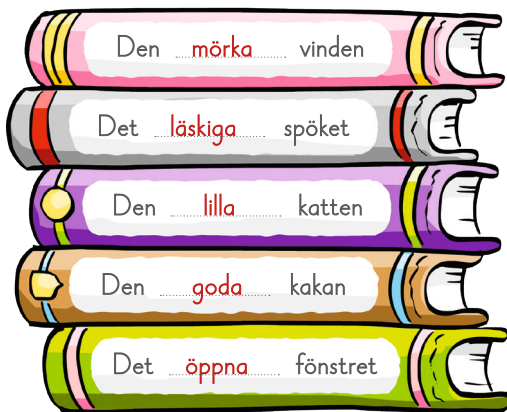 Den mörka vinden
Det läskiga spöket
Den lilla katten
Den goda kakan
Det öppna fönstret